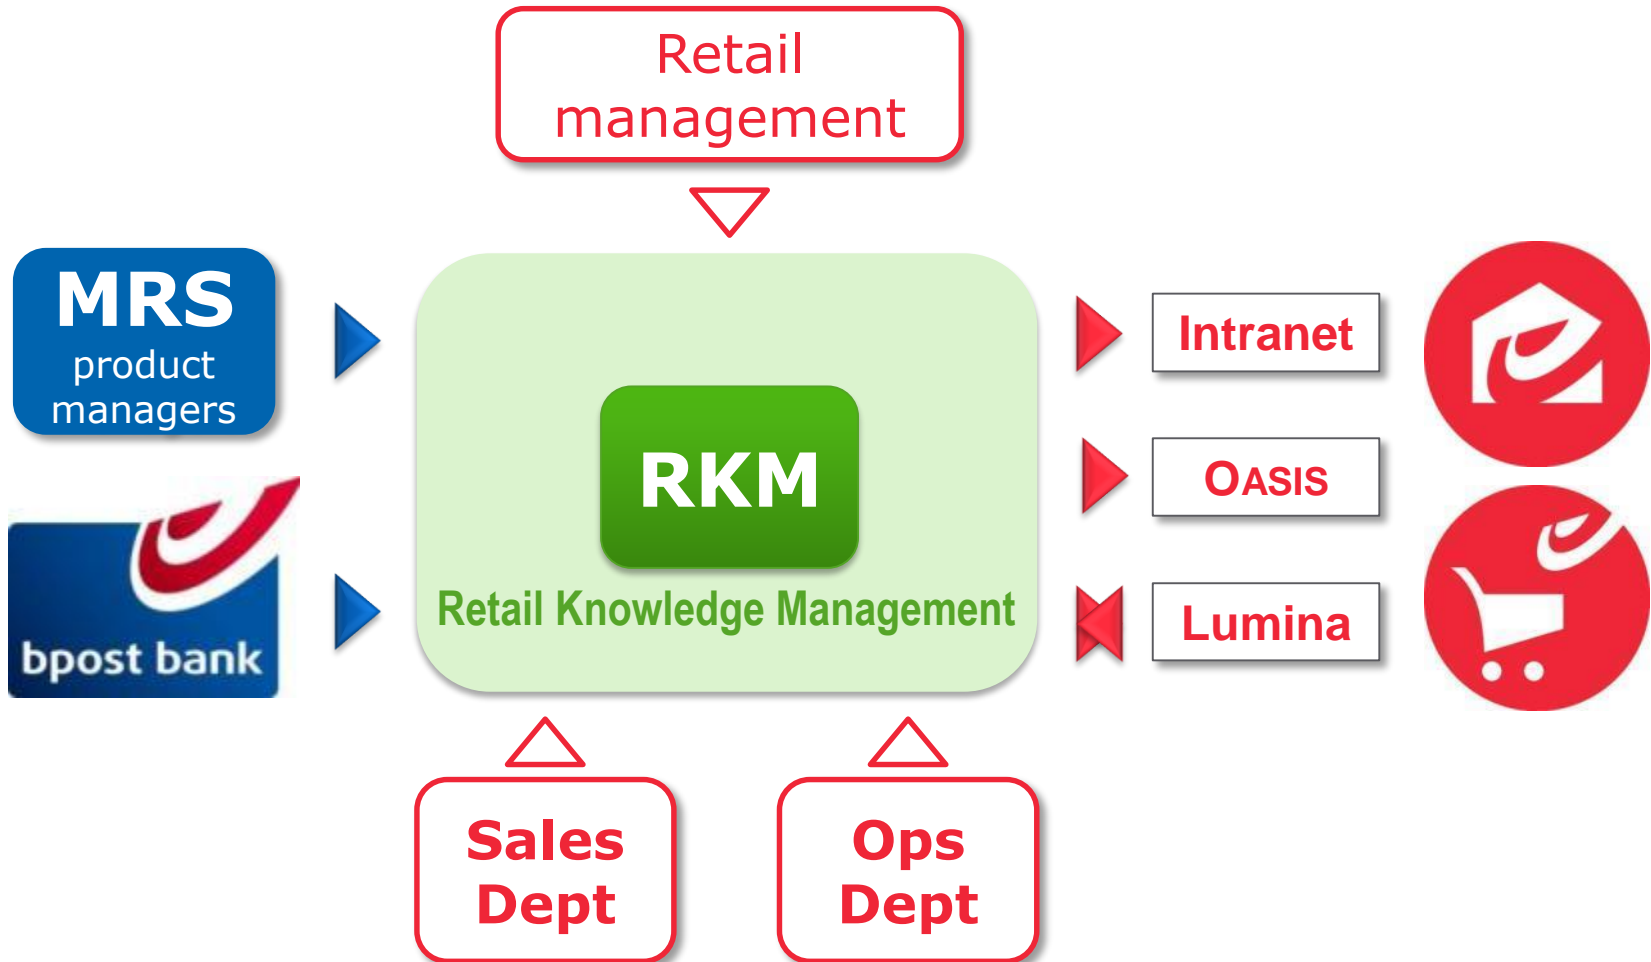 Retail
management
MRS
product
managers
bpost bank
RKM
Retail Knowledge Management
Intranet
OASIS
Lumina
Sales
Dept
Ops
Dept